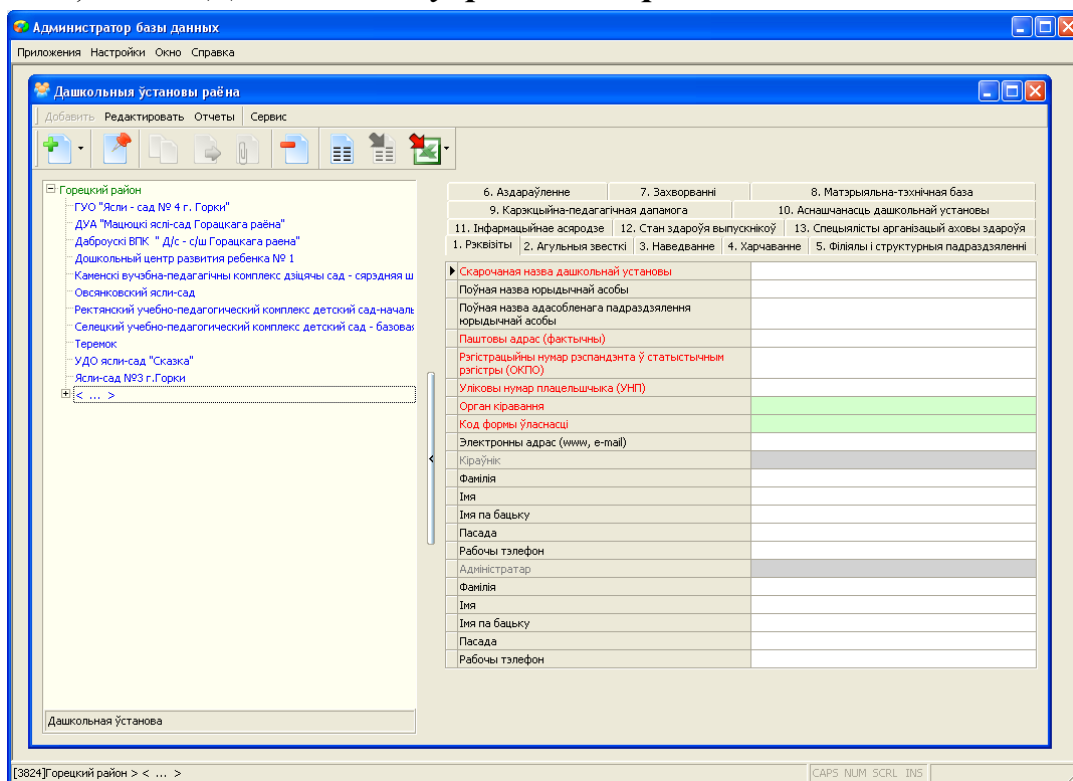 Администратор базы данных
Приложения Настройки Окно Справка
Дашкольныя ўстановы раёна
Добавить Редактировать Отчеты Сервис
Горецкий район
ГУО "Ясли - сад № 4 г. Горки"
ДУА "Мацюцкі яслі-сад Горацкага раёна"
Даброускі ВПК " Д/с - с/ш Горацкага раена"
Дошкольный центр развития ребенка № 1
Каменскі вучэбна-педагагічны комплекс дзіцячы сад - сярэдняя ш
Овсянковский ясли-сад
Ректянский учебно-педагогический комплекс детский сад-началь
Селецкий учебно-педагогический комплекс детский сад - базовая
Теремок
УДО ясли-сад "Сказка"
Ясли-сад №3 г.Горки
< ... >
Дашкольная ўстанова
6. Аздараўленне 7. Захворванні 8. Матэрыяльна-тэхнічная база
9. Карэкцыйна-педагагічная дапамога 10. Аснашчанасць дашкольнай установы
11. Інфармацыйнае асяродзе 12. Стан здароўя выпускнікоў 13. Спецыялісты арганізацый аховы здароўя
1. Рэквізіты 2. Агульныя звесткі 3. Наведванне 4. Харчаванне 5. Філіялы і структурныя падраздзяленні
Скарочаная назва дашкольнай установы
Поўная назва юрыдычнай асобы
Поўная назва адасобленага падраздзялення
юрыдычнай асобы
Паштовы адрас (фактычны)
Рэгістрацыйны нумар рэспандэнта ў статыстычным
рэгістры (ОКПО)
Уліковы нумар плацельшчыка (УНП)
Орган кіравання
Код формы ўласнасці
Электронны адрас (www, e-mail)
Кіраўнік
Фамілія
Імя
Імя па бацьку
Пасада
Рабочы тэлефон
Адміністратар
Фамілія
Імя
Імя па бацьку
Пасада
Рабочы тэлефон
[3824]Горецкий район > < ... >
CAPS NUM SCRL INS